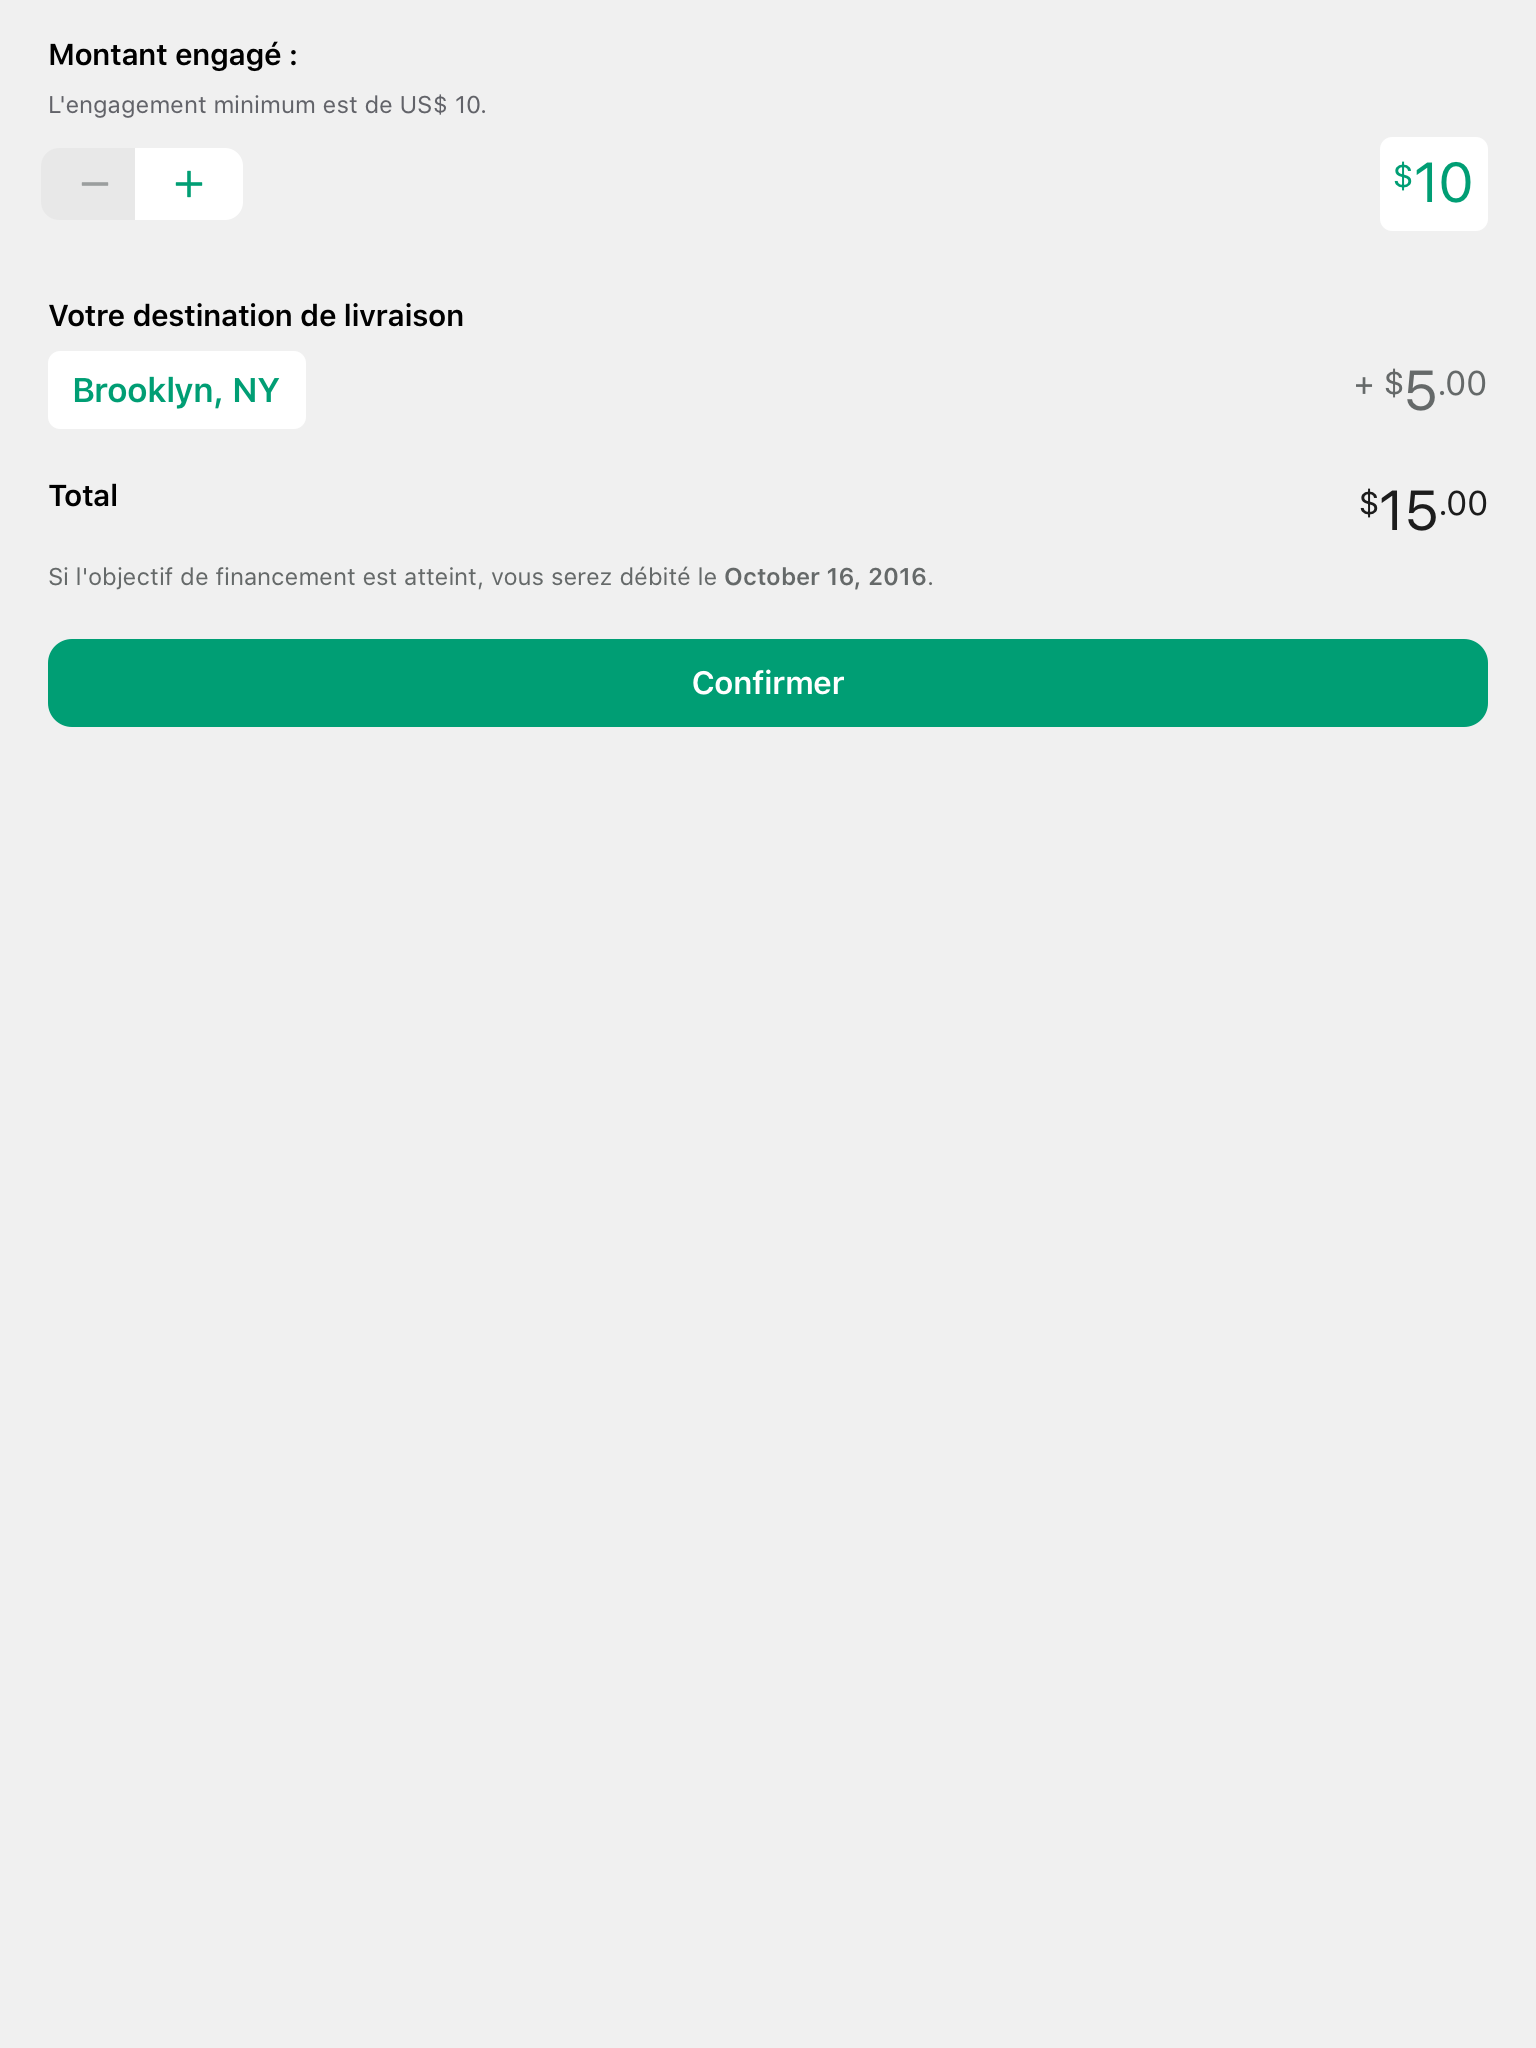 Montant engagé :
L'engagement minimum est de US$ 10.
− +
$10
Votre destination de livraison
Brooklyn, NY
+ $5.00
Total
$15.00
Si l'objectif de financement est atteint, vous serez débité le October 16, 2016.
Confirmer